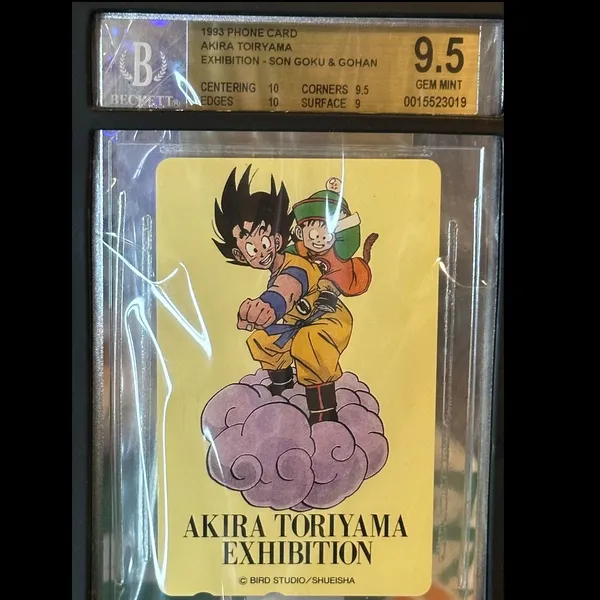 1993 PHONE CARD
AKIRA TOIRYAMA
EXHIBITION - SON GOKU & GOHAN
CENTERING 10 CORNERS 9.5
EDGES 10 SURFACE 9
9.5
GEM MINT
0015523019
B
BECKETT®
AKIRA TORIYAMA
EXHIBITION
© BIRD STUDIO/SHUEISHA